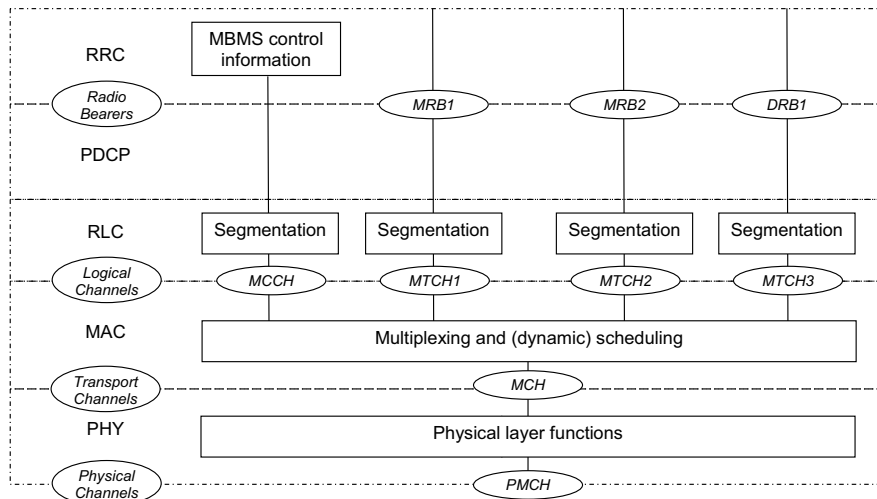 MBMS control
information
RRC
Radio
Bearers
MRB1
MRB2
DRB1
PDCP
RLC
Segmentation
Segmentation
Segmentation
Segmentation
Logical
Channels
MCCH
MTCH1
MTCH2
MTCH3
MAC
Multiplexing and (dynamic) scheduling
Transport
Channels
MCH
PHY
Physical layer functions
Physical
Channels
PMCH